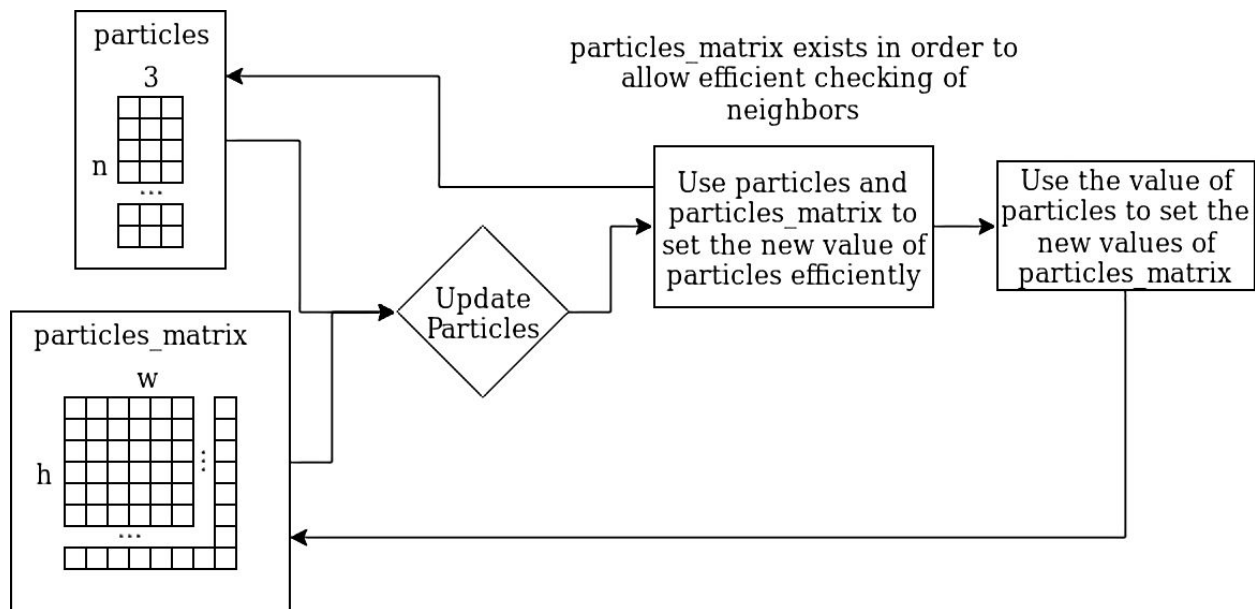 particles
3
n
...
particles_matrix exists in order to
allow efficient checking of
neighbors
Use particles and
particles_matrix to
set the new value of
particles efficiently
Use the value of
particles to set the
new values of
particles_matrix
Update
Particles
particles_matrix
w
h
...
...